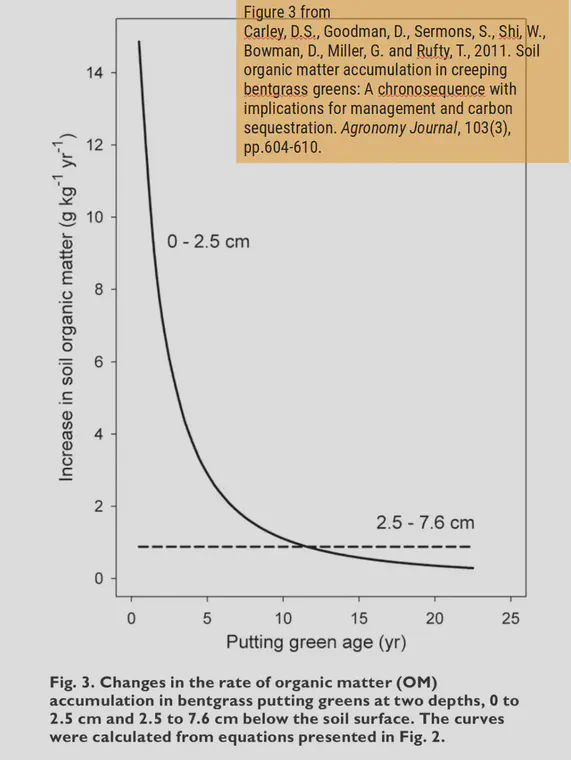 Figure 3 from
Carley, D.S., Goodman, D., Sermons, S., Shi, W.,
Bowman, D., Miller, G. and Rufty, T., 2011. Soil
organic matter accumulation in creeping
bentgrass greens: A chronosequence with
implications for management and carbon
sequestration. Agronomy Journal, 103(3),
pp.604-610.
Increase in soil organic matter (g kg⁻¹ yr⁻¹)
14
12
10
8
6
4
2
0
0 - 2.5 cm
2.5 - 7.6 cm
0 5 10 15 20 25
Putting green age (yr)
Fig. 3. Changes in the rate of organic matter (OM)
accumulation in bentgrass putting greens at two depths, 0 to
2.5 cm and 2.5 to 7.6 cm below the soil surface. The curves
were calculated from equations presented in Fig. 2.